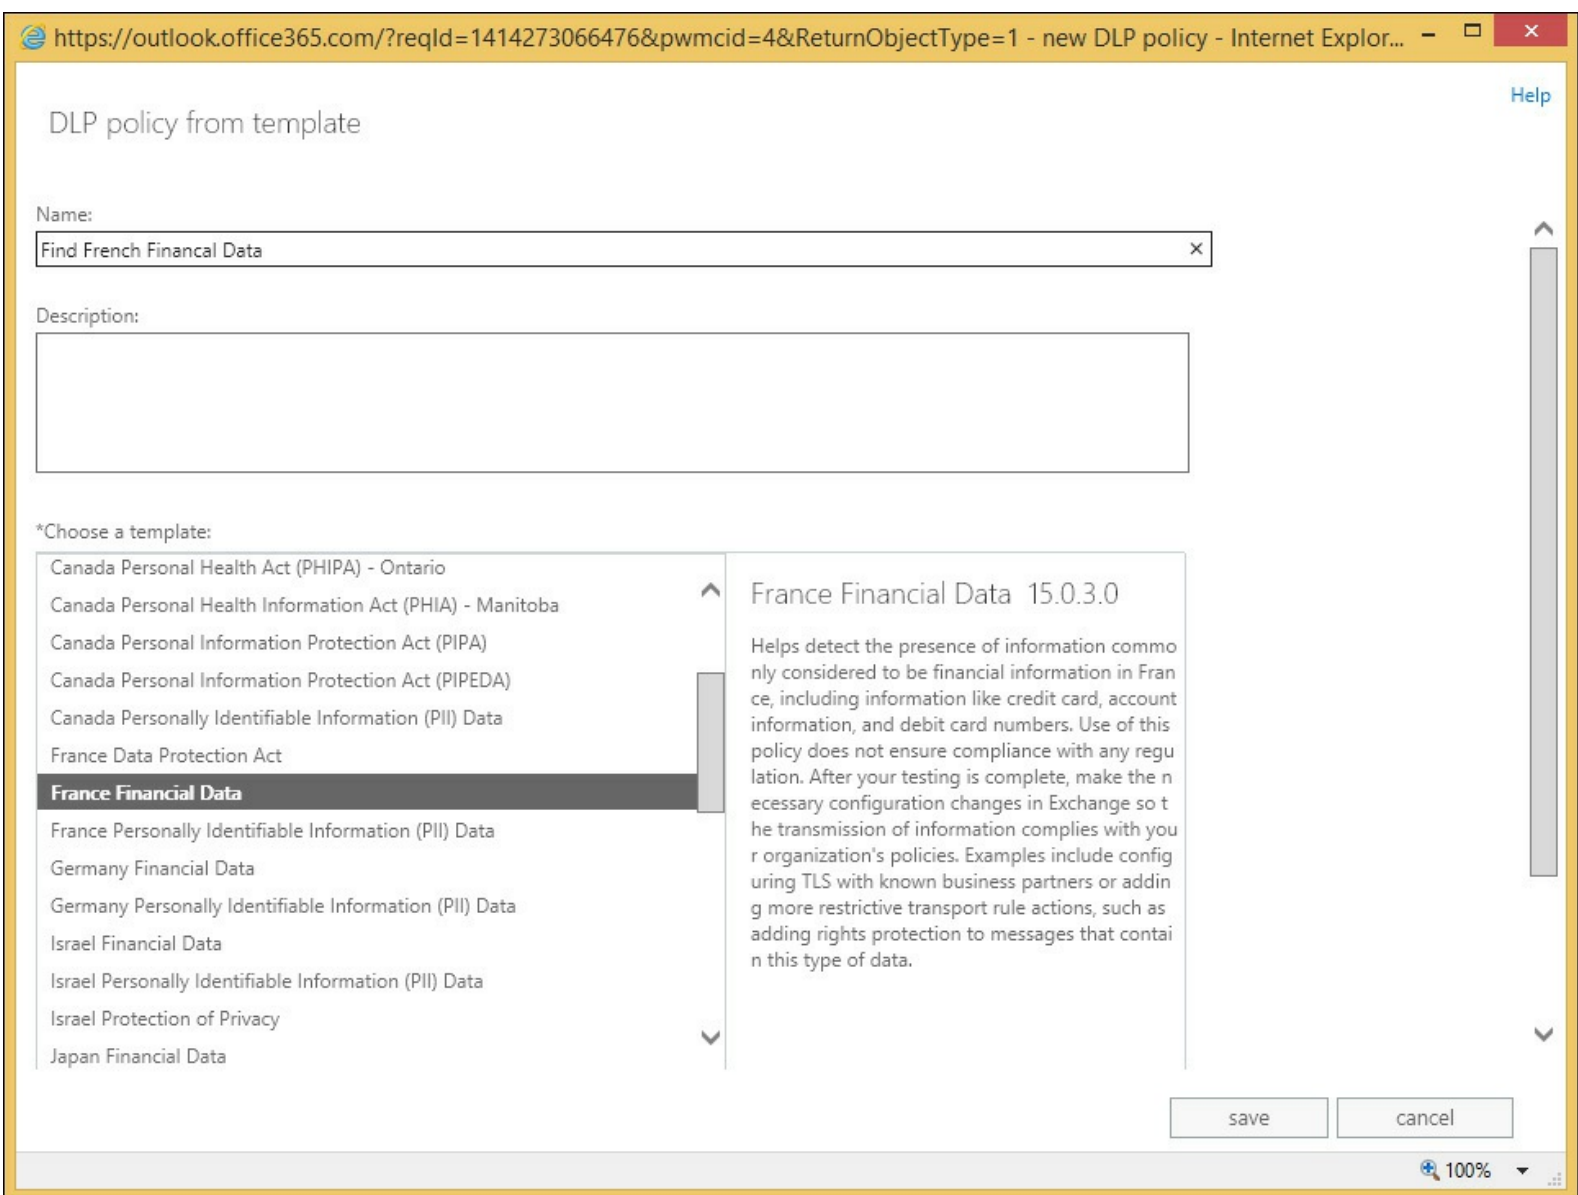 https://outlook.office365.com/?reqId=1414273066476&pwmcid=4&ReturnObjectType=1 - new DLP policy - Internet Explor...
Help
DLP policy from template
Name:
Find French Financal Data
Description:
*Choose a template:
Canada Personal Health Act (PHIPA) - Ontario
Canada Personal Health Information Act (PHIA) - Manitoba
Canada Personal Information Protection Act (PIPA)
Canada Personal Information Protection Act (PIPEDA)
Canada Personally Identifiable Information (PII) Data
France Data Protection Act
France Financial Data
France Personally Identifiable Information (PII) Data
Germany Financial Data
Germany Personally Identifiable Information (PII) Data
Israel Financial Data
Israel Personally Identifiable Information (PII) Data
Israel Protection of Privacy
Japan Financial Data
France Financial Data 15.0.3.0
Helps detect the presence of information commo
nly considered to be financial information in Fran
ce, including information like credit card, account
information, and debit card numbers. Use of this
policy does not ensure compliance with any regu
lation. After your testing is complete, make the n
ecessary configuration changes in Exchange so t
he transmission of information complies with you
r organization's policies. Examples include config
uring TLS with known business partners or addin
g more restrictive transport rule actions, such as
adding rights protection to messages that contai
n this type of data.
save
cancel
100%